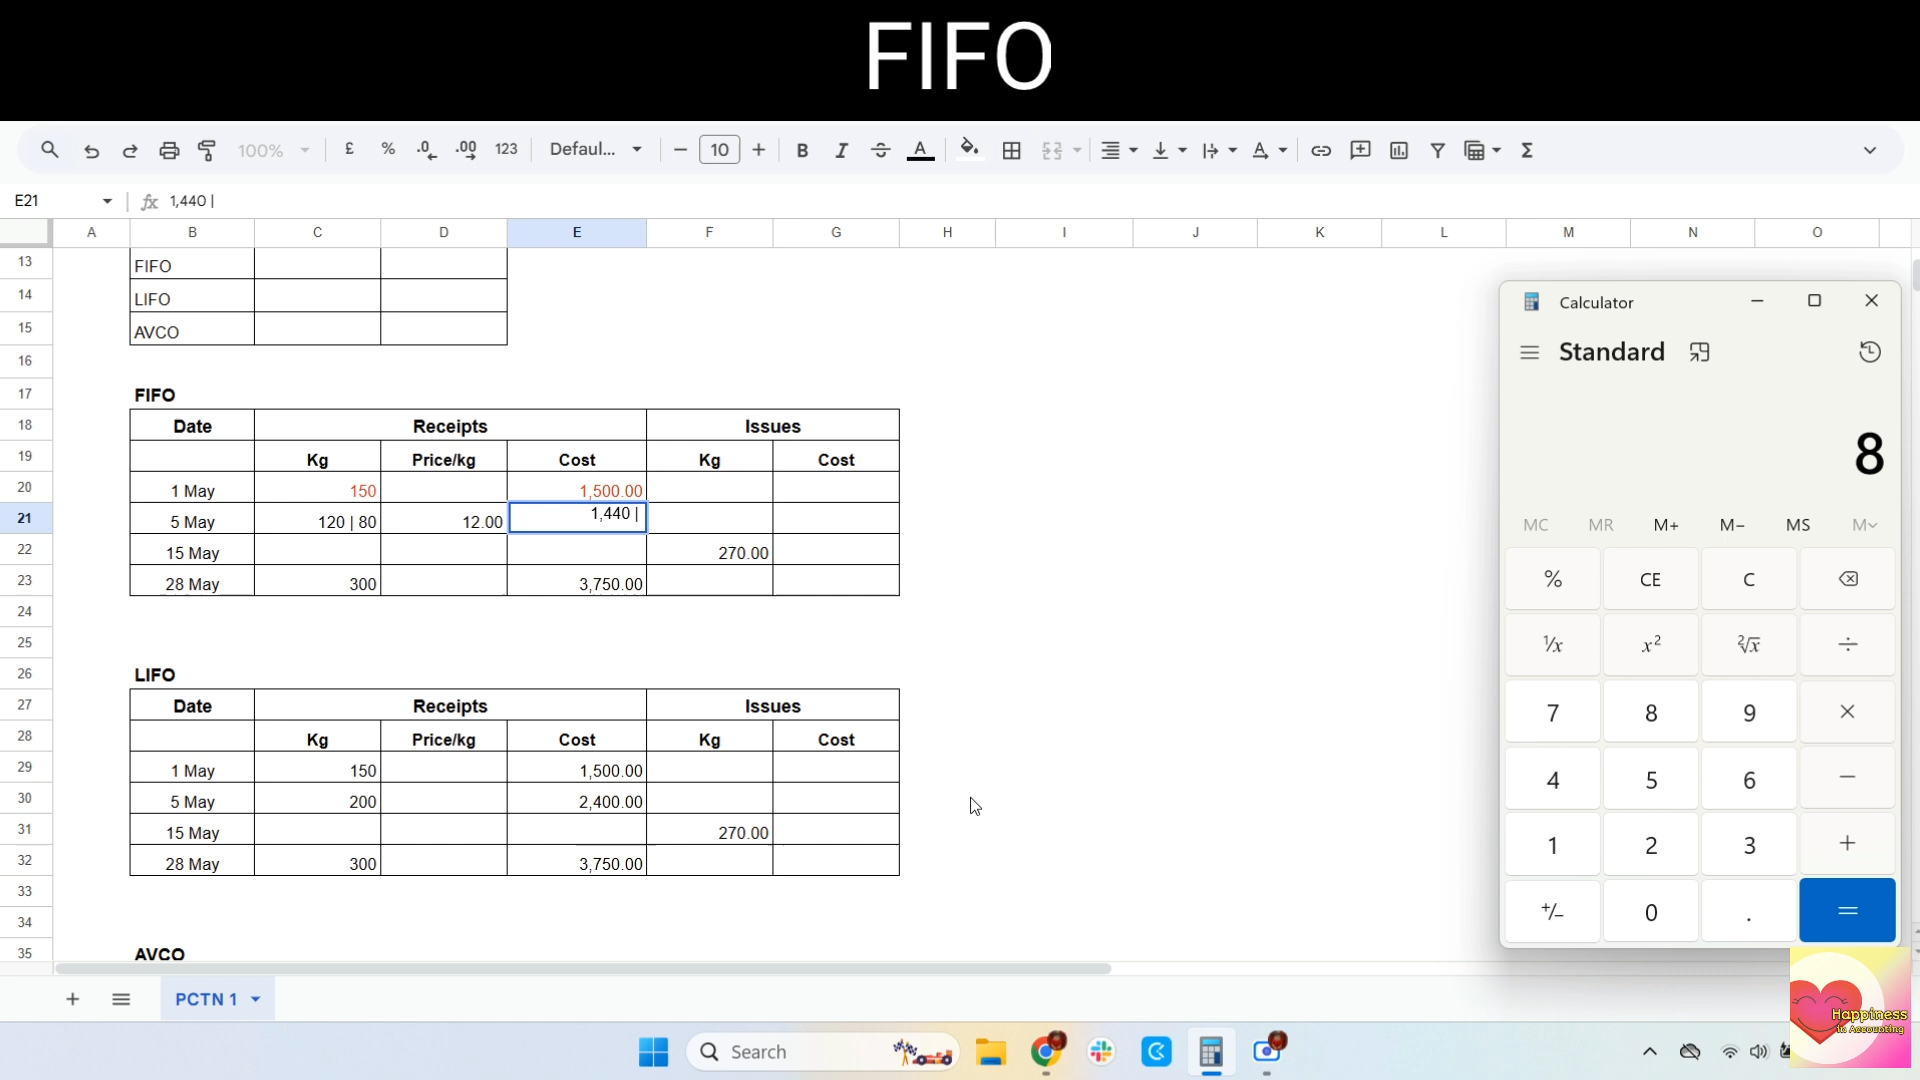 FIFO
100% £ % .0 .00 123 Defaul... 10 B I A
E21 fx 1,440 |
A B C D E F G H I J K L M N O
13 FIFO
14 LIFO
15 AVCO
16
17 FIFO
18 Date Receipts Issues
19 Kg Price/kg Cost Kg Cost
20 1 May 150 1,500.00
21 5 May 120 | 80 12.00 1,440 |
22 15 May 270.00
23 28 May 300 3,750.00
24
25
26 LIFO
27 Date Receipts Issues
28 Kg Price/kg Cost Kg Cost
29 1 May 150 1,500.00
30 5 May 200 2,400.00
31 15 May 270.00
32 28 May 300 3,750.00
33
34
35 AVCO
Calculator
Standard
8
MC MR M+ M− MS M
% CE C
⅟x x² ²√x ÷
7 8 9 ×
4 5 6 −
1 2 3 +
+/− 0 . =
PCTN 1
Happiness
in Accounting
Search